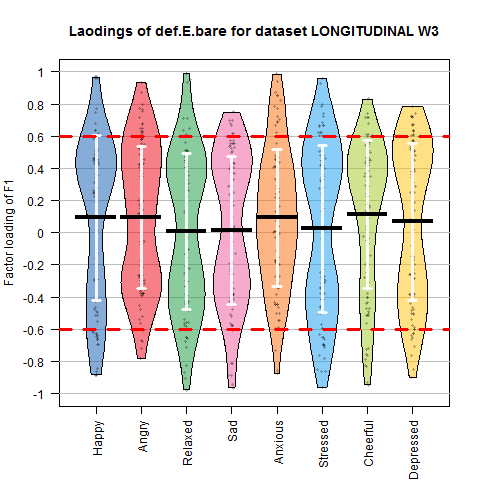 Laodings of def.E.bare for dataset LONGITUDINAL W3
Factor loading of F1
1
0.8
0.6
0.4
0.2
0
-0.2
-0.4
-0.6
-0.8
-1
Happy
Angry
Relaxed
Sad
Anxious
Stressed
Cheerful
Depressed